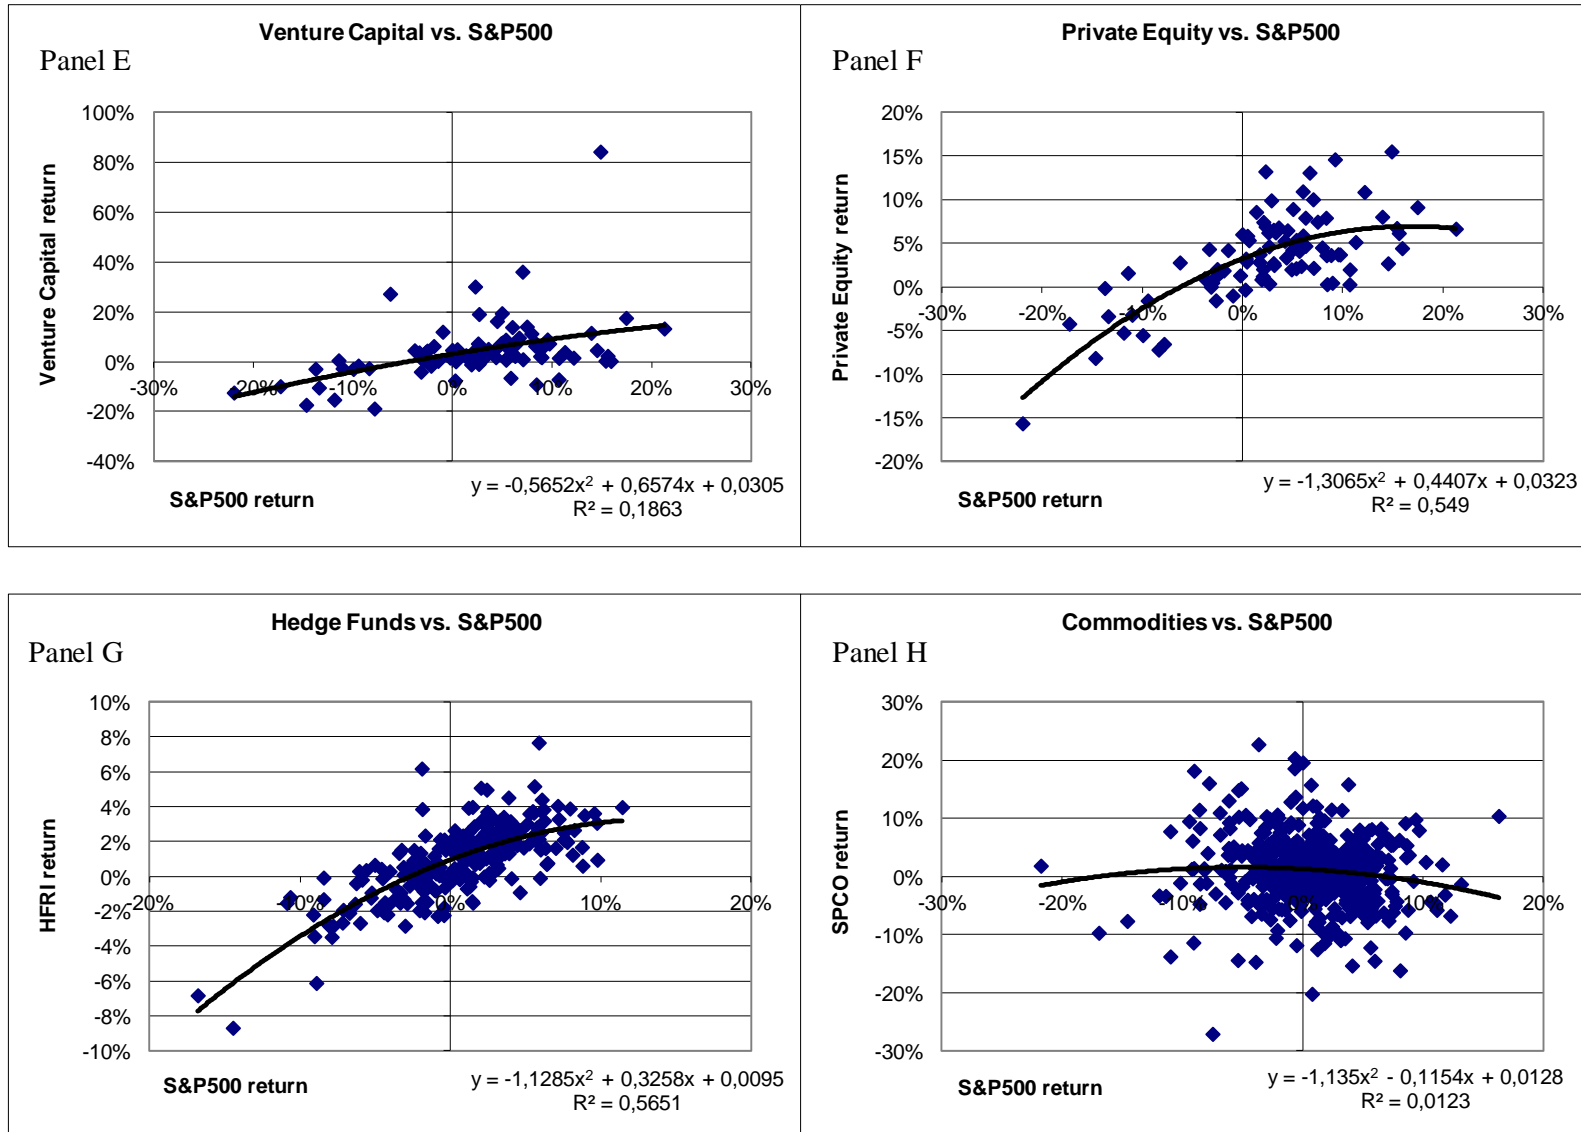 Venture Capital vs. S&P500
Panel E
100%
80%
60%
40%
20%
0%
-20%
-40%
-30%
-20%
-10%
0%
10%
20%
30%
Venture Capital return
S&P500 return
y = -0,5652x² + 0,6574x + 0,0305
R² = 0,1863
Private Equity vs. S&P500
Panel F
20%
15%
10%
5%
0%
-5%
-10%
-15%
-20%
-30%
-20%
-10%
0%
10%
20%
30%
Private Equity return
S&P500 return
y = -1,3065x² + 0,4407x + 0,0323
R² = 0,549
Hedge Funds vs. S&P500
Panel G
10%
8%
6%
4%
2%
0%
-2%
-4%
-6%
-8%
-10%
-20%
-10%
0%
10%
20%
HFRI return
S&P500 return
y = -1,1285x² + 0,3258x + 0,0095
R² = 0,5651
Commodities vs. S&P500
Panel H
30%
20%
10%
0%
-10%
-20%
-30%
-30%
-20%
-10%
0%
10%
20%
SPCO return
S&P500 return
y = -1,135x² - 0,1154x + 0,0128
R² = 0,0123